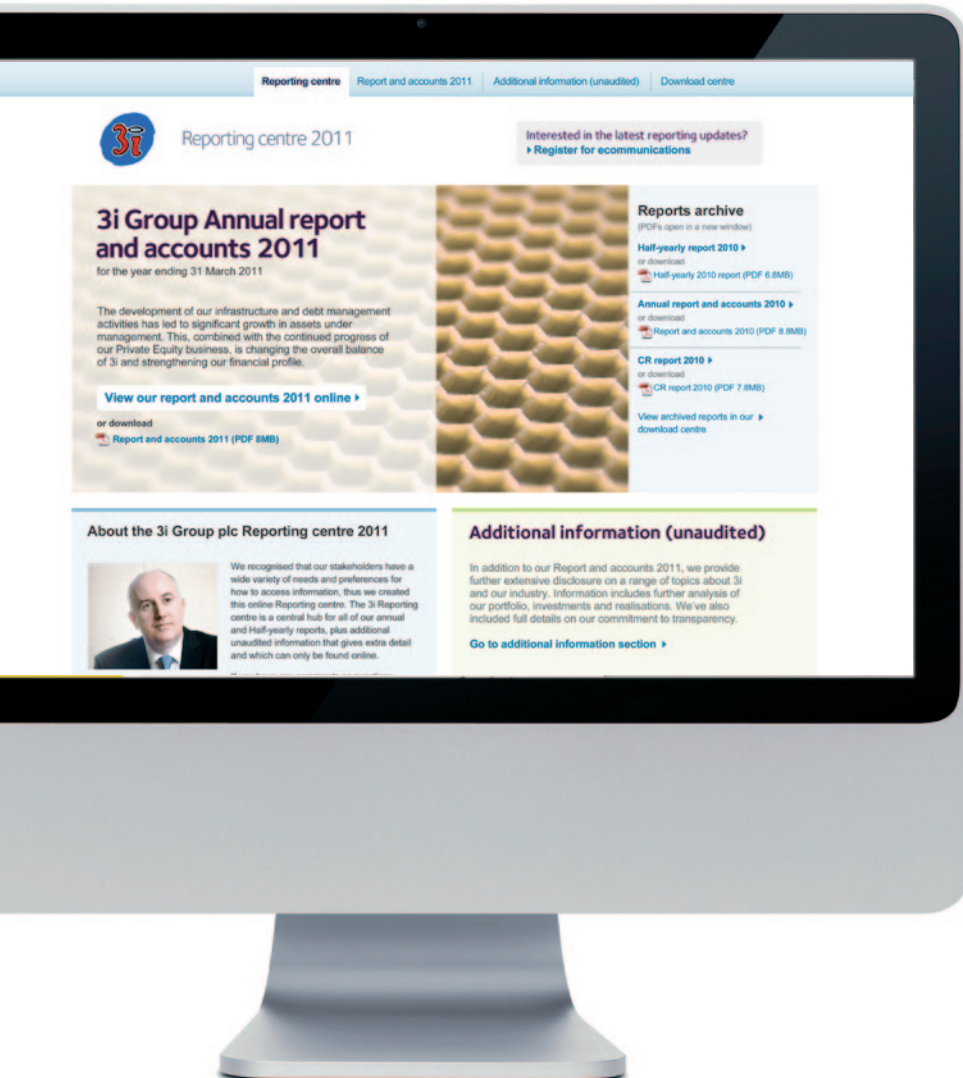 Reporting centre
Report and accounts 2011
Additional information (unaudited)
Download centre
3i
Reporting centre 2011
Interested in the latest reporting updates?
Register for ecommunications
3i Group Annual report
and accounts 2011
for the year ending 31 March 2011
The development of our infrastructure and debt management
activities has led to significant growth in assets under
management. This, combined with the continued progress of
our Private Equity business, is changing the overall balance
of 3i and strengthening our financial profile.
View our report and accounts 2011 online
or download
Report and accounts 2011 (PDF 8MB)
Reports archive
(PDFs open in a new window)
Half-yearly report 2010
or download
Half-yearly 2010 report (PDF 6.8MB)
Annual report and accounts 2010
or download
Report and accounts 2010 (PDF 8.8MB)
CR report 2010
or download
CR report 2010 (PDF 7.8MB)
View archived reports in our
download centre
About the 3i Group plc Reporting centre 2011
We recognised that our stakeholders have a
wide variety of needs and preferences for
how to access information, thus we created
this online Reporting centre. The 3i Reporting
centre is a central hub for all of our annual
and Half-yearly reports, plus additional
unaudited information that gives extra detail
and which can only be found online.
Additional information (unaudited)
In addition to our Report and accounts 2011, we provide
further extensive disclosure on a range of topics about 3i
and our industry. Information includes further analysis of
our portfolio, investments and realisations. We've also
included full details on our commitment to transparency.
Go to additional information section